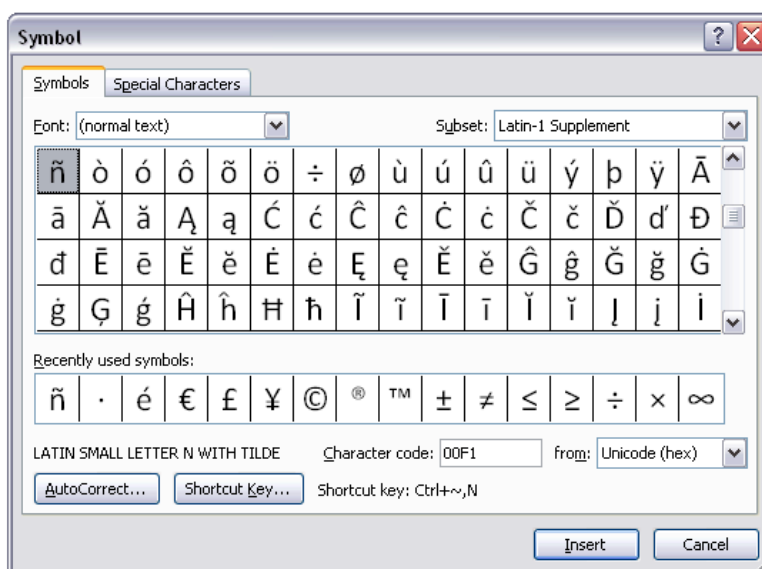 Symbol
Symbols Special Characters
Font: (normal text) Subset: Latin-1 Supplement
ñ ò ó ô õ ö ÷ ø ù ú û ü ý þ ÿ Ā
ā Ă ă Ą ą Ć ć Ĉ ĉ Ċ ċ Č č Ď ď Đ
đ Ē ē Ĕ ĕ Ė ė Ę ę Ě ě Ĝ ĝ Ğ ğ Ġ
ġ Ģ ģ Ĥ ĥ Ħ ħ Ĩ ĩ Ī ī Ĭ ĭ Į į İ
Recently used symbols:
ñ · é € £ ¥ © ® ™ ± ≠ ≤ ≥ ÷ × ∞
LATIN SMALL LETTER N WITH TILDE Character code: 00F1 from: Unicode (hex)
AutoCorrect... Shortcut Key... Shortcut key: Ctrl+~,N
Insert Cancel